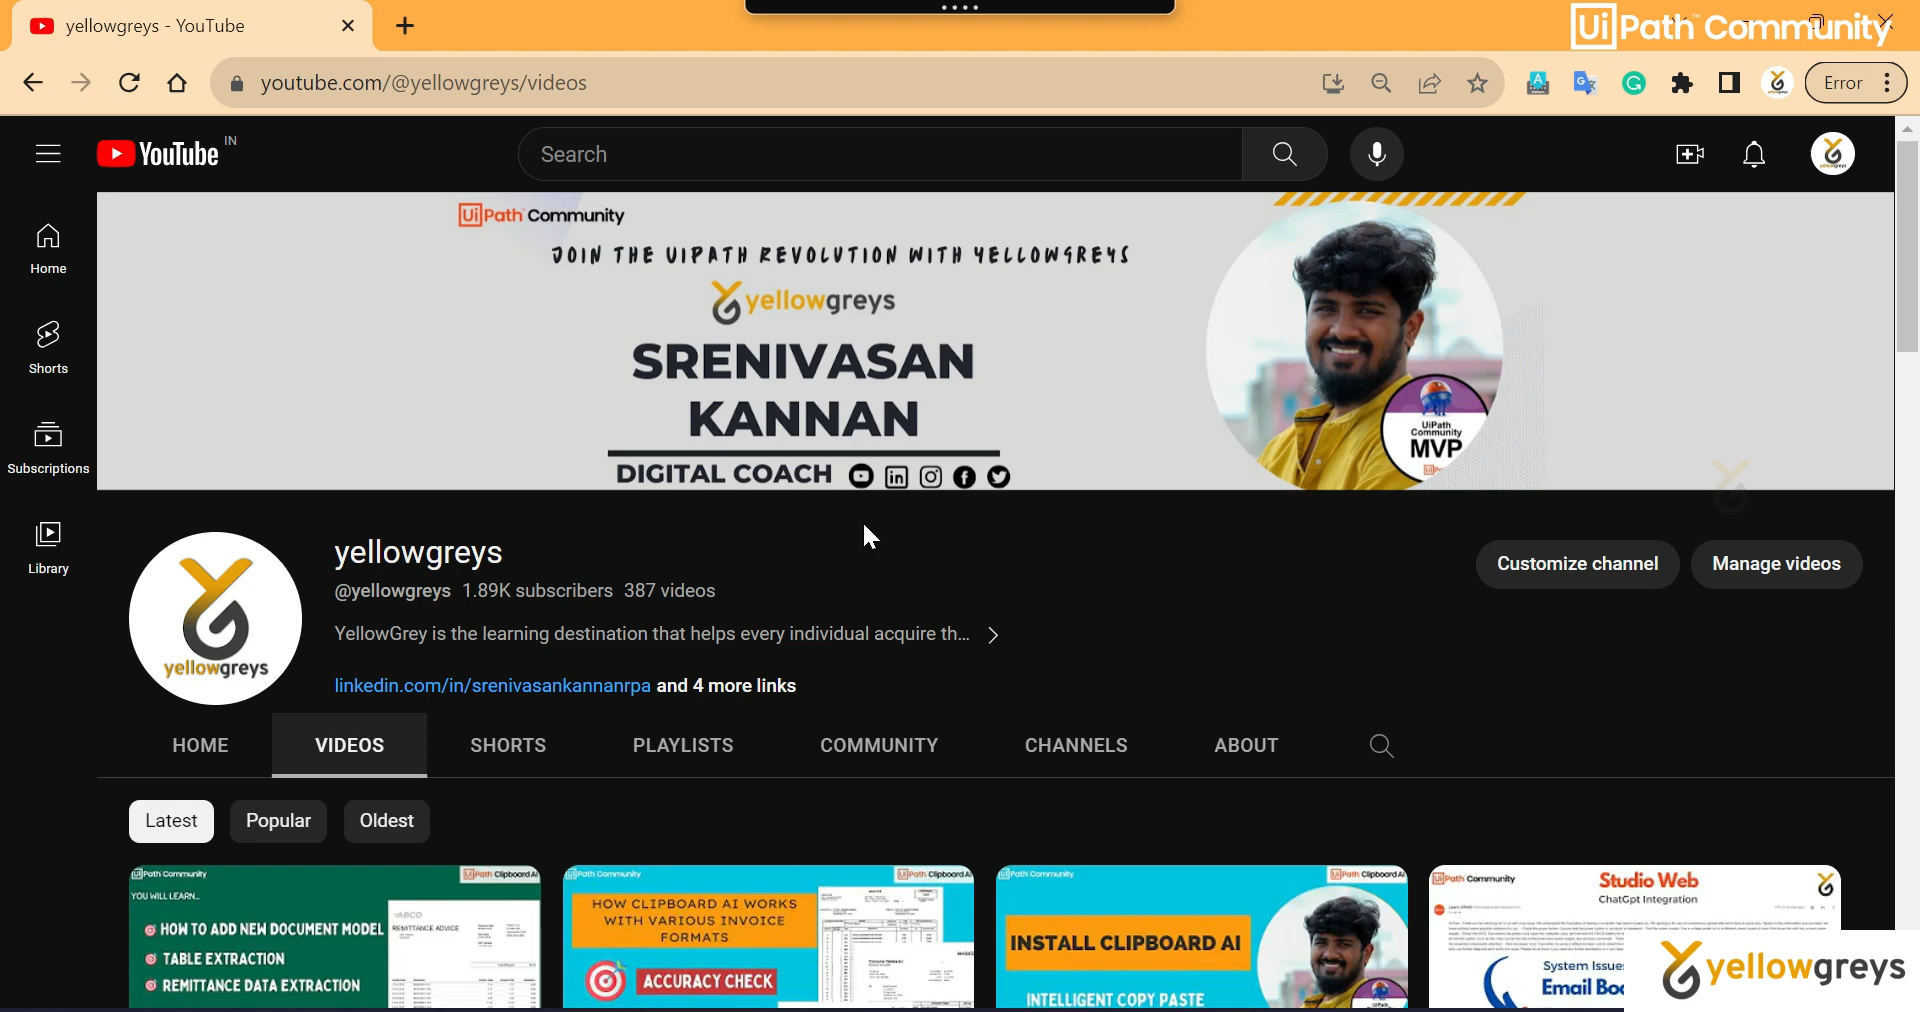 yellowgreys - YouTube
UiPath Community
youtube.com/@yellowgreys/videos
Error
YouTube IN
Search
Home
Shorts
Subscriptions
Library
UiPath Community
JOIN THE UIPATH REVOLUTION WITH YELLOWGREYS
yellowgreys
SRENIVASAN
KANNAN
DIGITAL COACH
UiPath
Community
MVP
yellowgreys
yellowgreys
@yellowgreys 1.89K subscribers 387 videos
YellowGrey is the learning destination that helps every individual acquire th...
linkedin.com/in/srenivasankannanrpa and 4 more links
Customize channel
Manage videos
HOME
VIDEOS
SHORTS
PLAYLISTS
COMMUNITY
CHANNELS
ABOUT
Latest
Popular
Oldest
UiPath Community
UiPath Clipboard AI
YOU WILL LEARN...
HOW TO ADD NEW DOCUMENT MODEL
TABLE EXTRACTION
REMITTANCE DATA EXTRACTION
ABCD
REMITTANCE ADVICE
UiPath Community
UiPath Clipboard AI
HOW CLIPBOARD AI WORKS
WITH VARIOUS INVOICE
FORMATS
ACCURACY CHECK
UiPath Community
UiPath Clipboard AI
INSTALL CLIPBOARD AI
INTELLIGENT COPY PASTE
UiPath Community
Studio Web
ChatGpt Integration
System Issue
Email Bo
yellowgreys